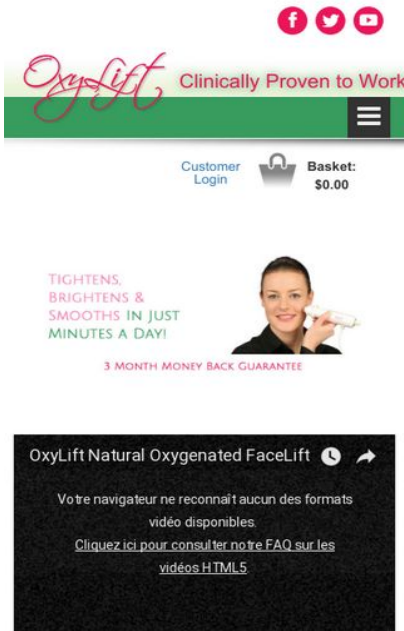 OxyLift
Clinically Proven to Work
Customer
Login
Basket:
$0.00
Tightens,
Brightens &
Smooths in Just
Minutes a Day!
3 Month Money Back Guarantee
OxyLift Natural Oxygenated FaceLift
Votre navigateur ne reconnaît aucun des formats
vidéo disponibles.
Cliquez ici pour consulter notre FAQ sur les
vidéos HTML5